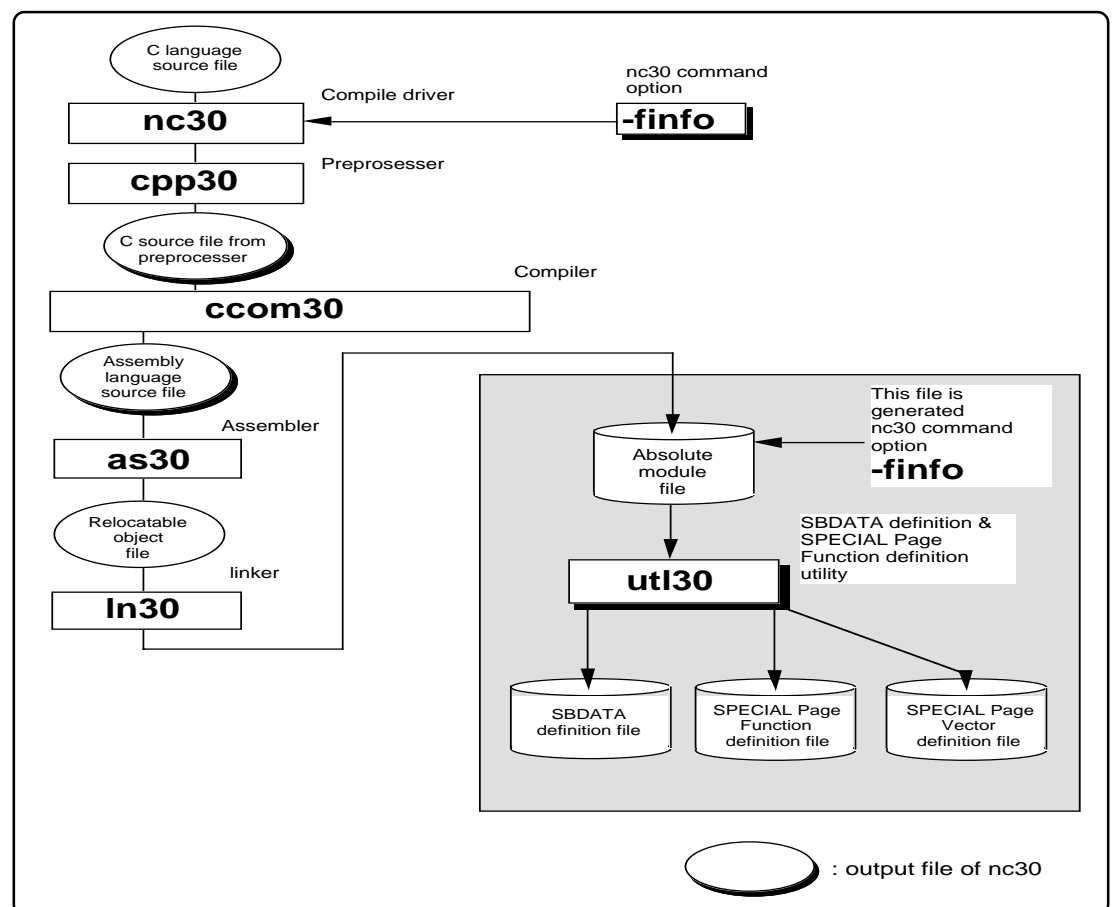 C language
source file
nc30 command
option
Compile driver
nc30
-finfo
Preprosesser
cpp30
C source file from
preprocesser
Compiler
ccom30
Assembly
language
source file
This file is
generated
nc30 command
option
-finfo
Assembler
as30
Absolute
module
file
Relocatable
object
file
SBDATA definition &
SPECIAL Page
Function definition
utility
linker
utl30
ln30
SBDATA
definition file
SPECIAL Page
Function
definition file
SPECIAL Page
Vector
definition file
: output file of nc30